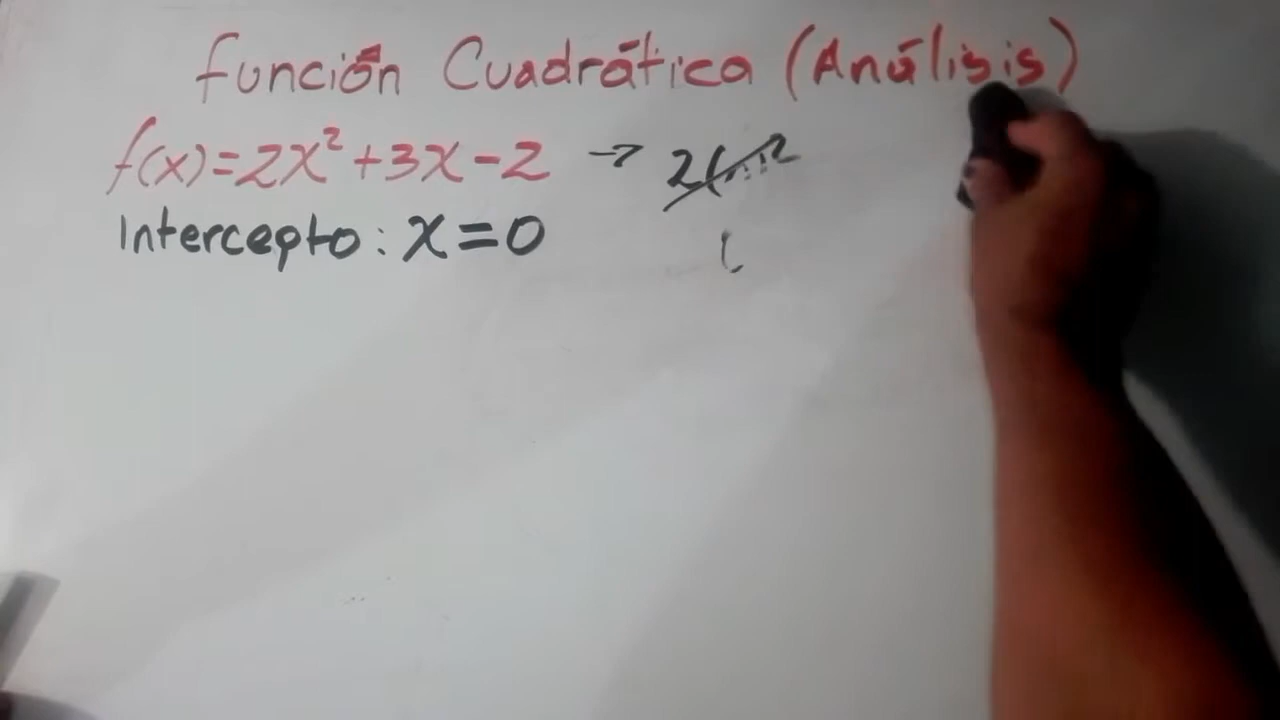 Función Cuadrática (Análisis)
f(x)=2x²+3x-2 →
Intercepto: x=0